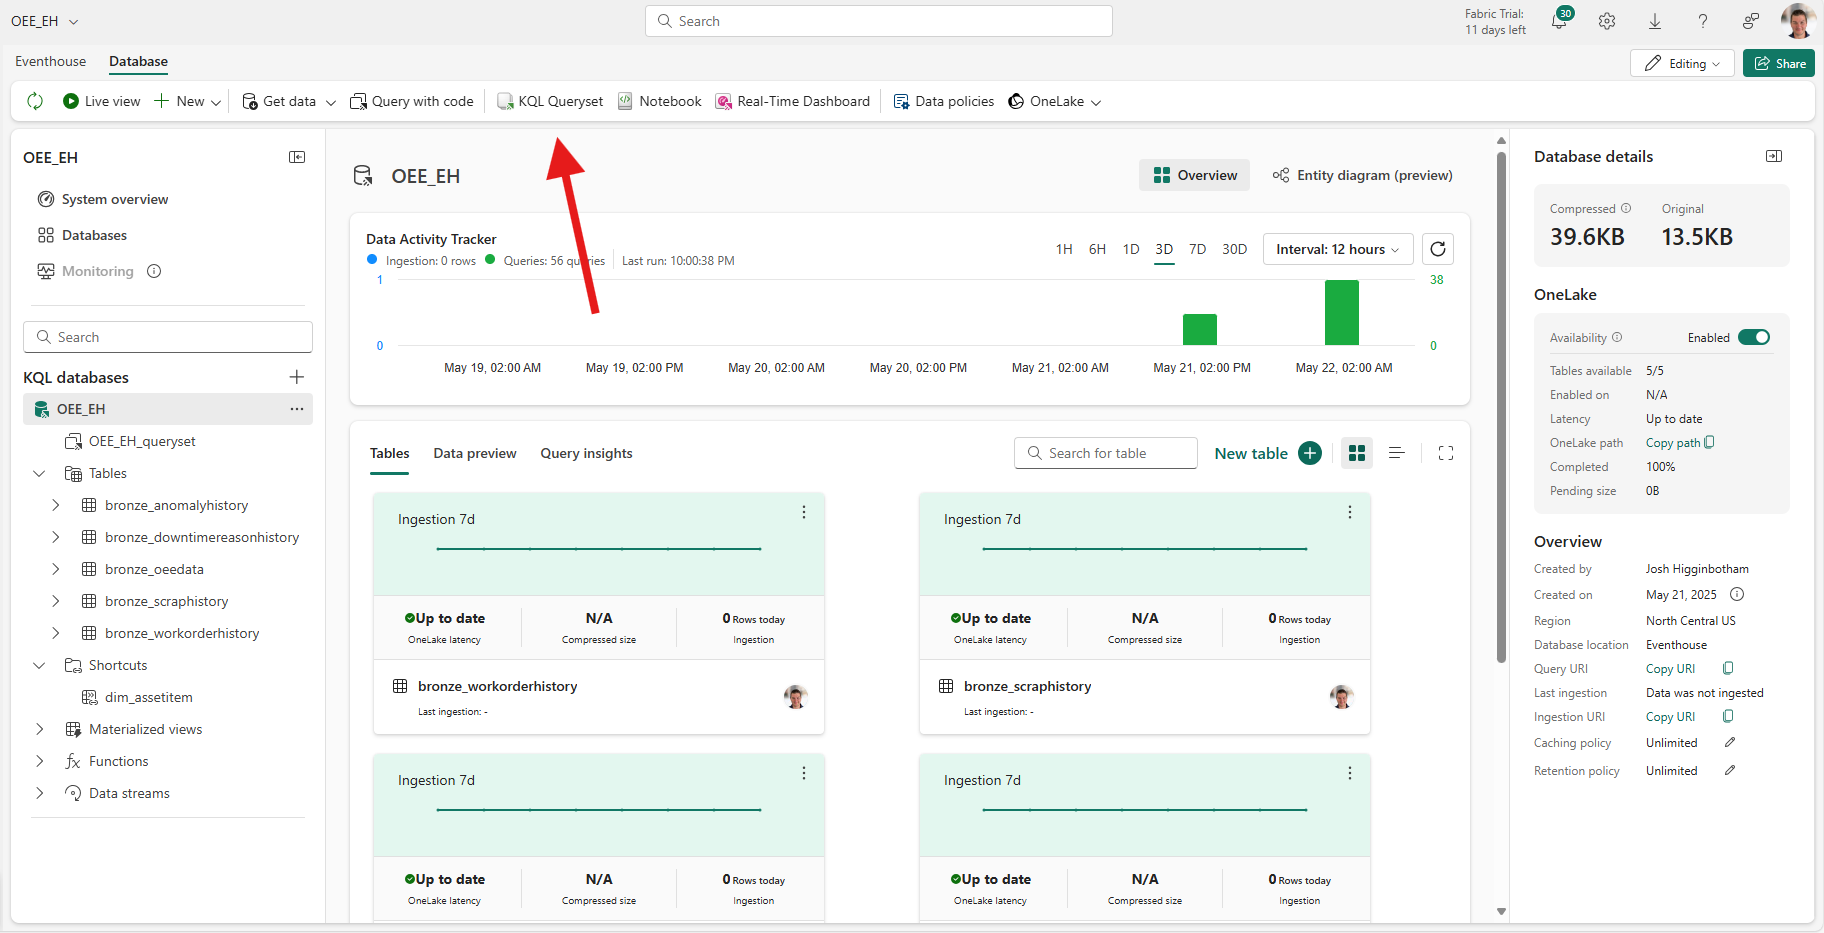 OEE_EH
Search
Fabric Trial:
11 days left
30
Eventhouse
Database
Editing
Share
Live view
New
Get data
Query with code
KQL Queryset
Notebook
Real-Time Dashboard
Data policies
OneLake
OEE_EH
System overview
Databases
Monitoring
Search
KQL databases
OEE_EH
OEE_EH_queryset
Tables
bronze_anomalyhistory
bronze_downtimereasonhistory
bronze_oeedata
bronze_scraphistory
bronze_workorderhistory
Shortcuts
dim_assetitem
Materialized views
Functions
Data streams
OEE_EH
Overview
Entity diagram (preview)
Data Activity Tracker
Ingestion: 0 rows
Queries: 56 queries
Last run: 10:00:38 PM
1H 6H 1D 3D 7D 30D
Interval: 12 hours
1
38
0
0
May 19, 02:00 AM
May 19, 02:00 PM
May 20, 02:00 AM
May 20, 02:00 PM
May 21, 02:00 AM
May 21, 02:00 PM
May 22, 02:00 AM
Tables
Data preview
Query insights
Search for table
New table
Ingestion 7d
Up to date
OneLake latency
N/A
Compressed size
0 Rows today
Ingestion
bronze_workorderhistory
Last ingestion: -
Ingestion 7d
Up to date
OneLake latency
N/A
Compressed size
0 Rows today
Ingestion
bronze_scraphistory
Last ingestion: -
Ingestion 7d
Up to date
OneLake latency
N/A
Compressed size
0 Rows today
Ingestion
Ingestion 7d
Up to date
OneLake latency
N/A
Compressed size
0 Rows today
Ingestion
Database details
Compressed
39.6KB
Original
13.5KB
OneLake
Availability
Enabled
Tables available 5/5
Enabled on N/A
Latency Up to date
OneLake path Copy path
Completed 100%
Pending size 0B
Overview
Created by Josh Higginbotham
Created on May 21, 2025
Region North Central US
Database location Eventhouse
Query URI Copy URI
Last ingestion Data was not ingested
Ingestion URI Copy URI
Caching policy Unlimited
Retention policy Unlimited